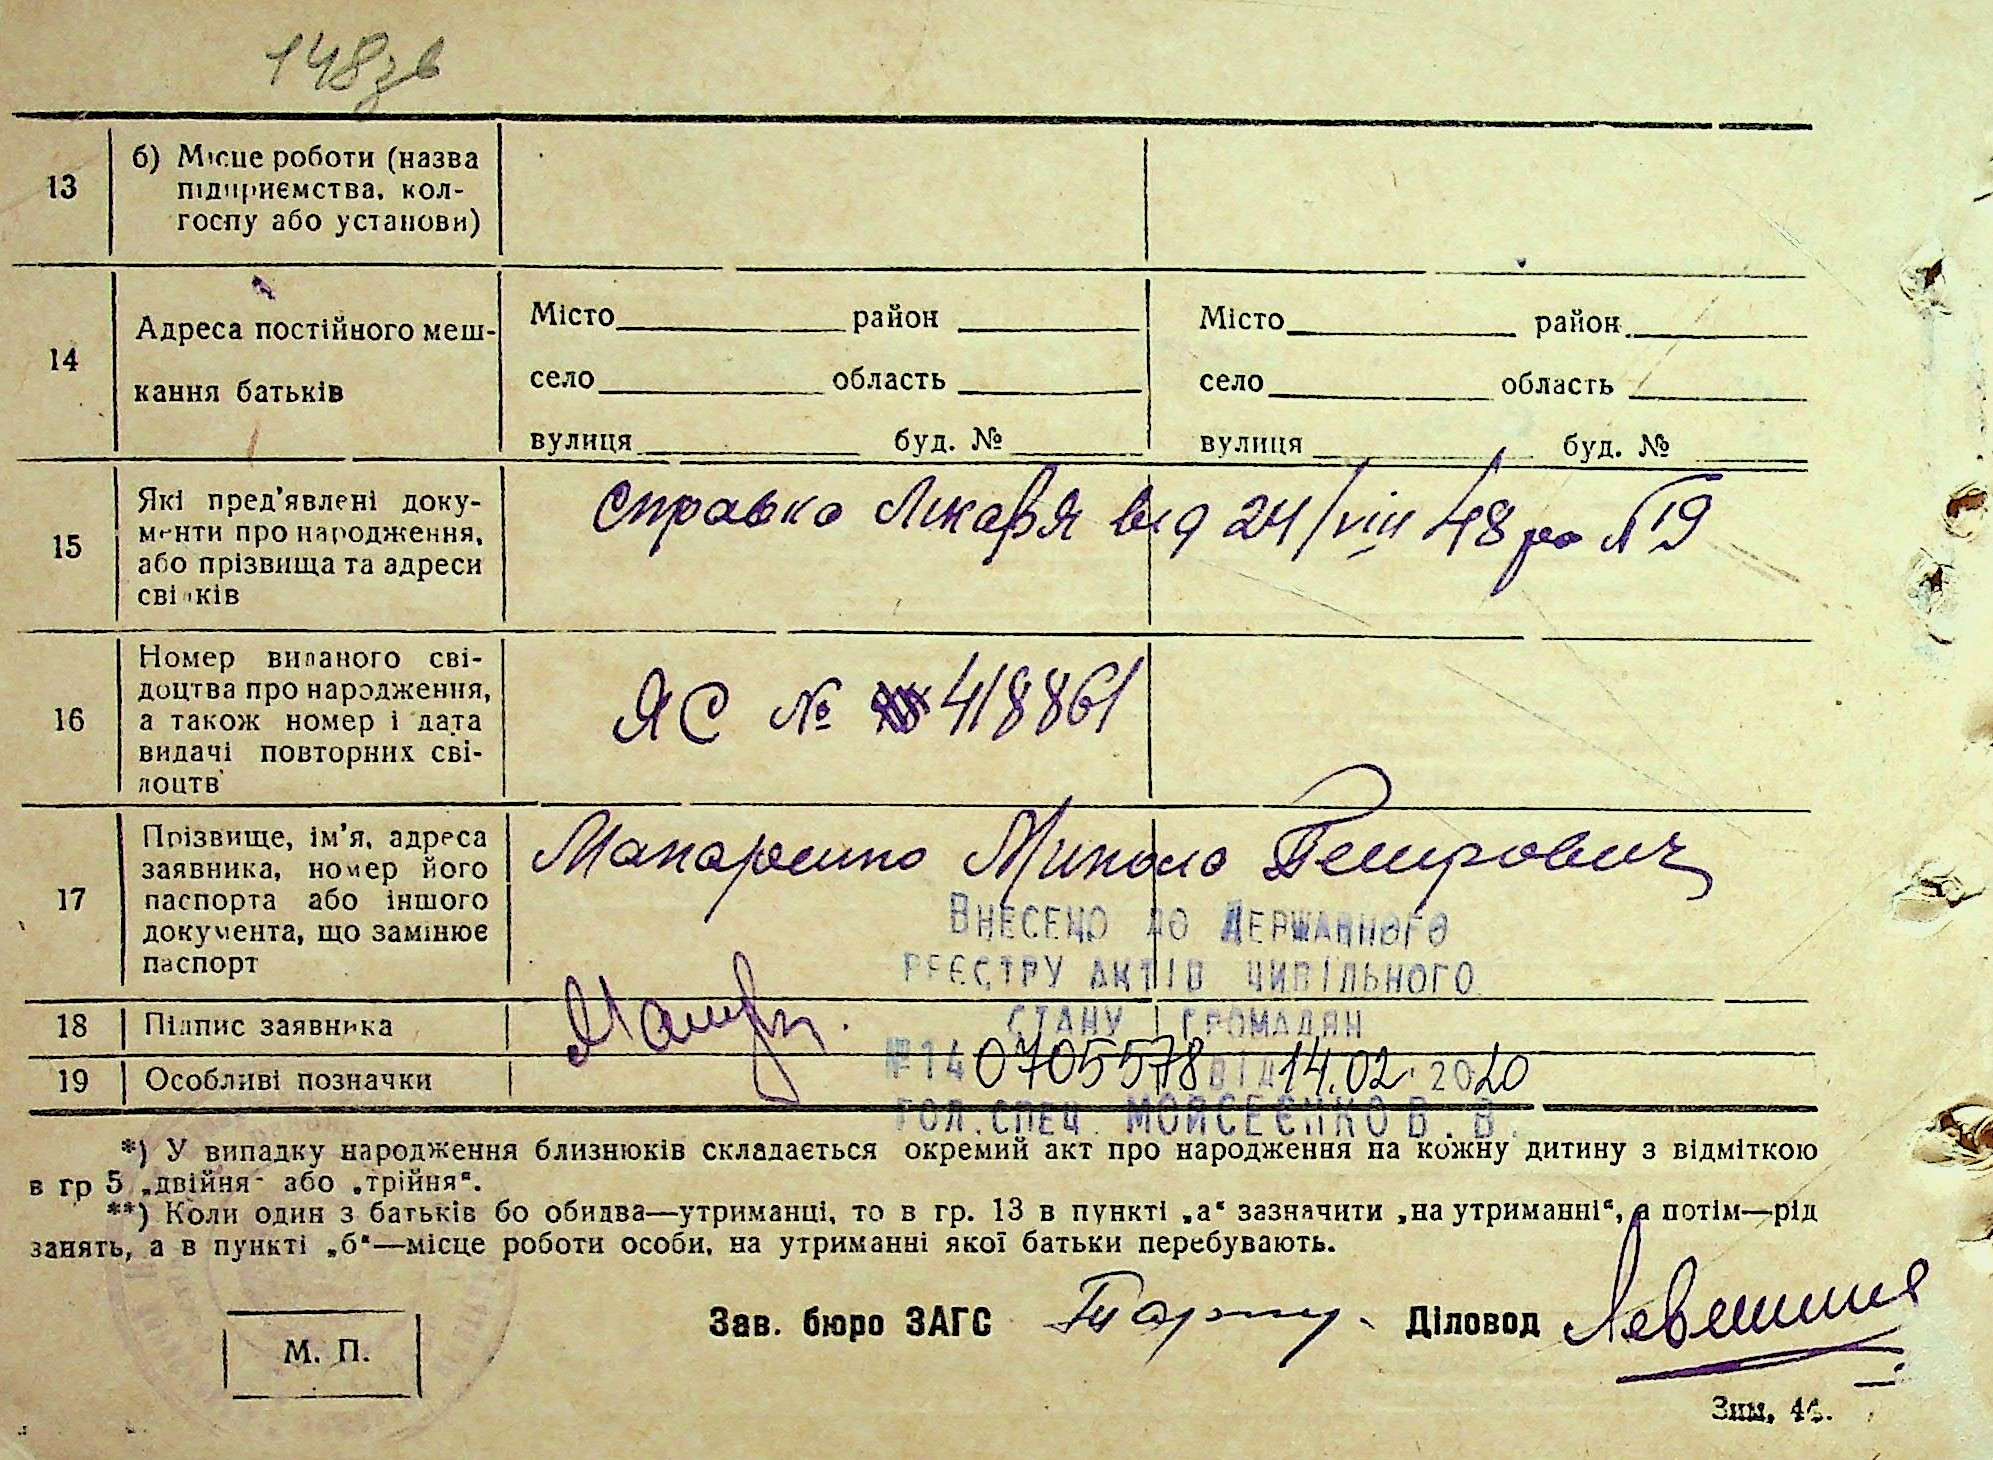 148зв
13
б) Місце роботи (назва
підприємства, кол-
госпу або установи)
14
Адреса постійного меш-
кання батьків
Місто район
село область
вулиця буд. №
Місто район
село область
вулиця буд. №
15
Які пред'явлені доку-
менти про народження,
або прізвища та адреси
свідків
Справка Лікаря від 24/VIII 48 ро №19
16
Номер виданого сві-
доцтва про народження,
а також номер і дата
видачі повторних сві-
доцтв
ЯС № 418861
17
Прізвище, ім'я, адреса
заявника, номер його
паспорта або іншого
документа, що замінює
паспорт
Макаренко Микола Петрович
Внесено до Державного
реєстру актів цивільного
стану громадян
№ 140705578 від 14.02.2020
Гол. спец. Моисеєнко В. В.
18
Підпис заявника
19
Особливі позначки
*) У випадку народження близнюків складається окремий акт про народження на кожну дитину з відміткою
в гр 5 „двійня" або „трійня".
**) Коли один з батьків бо обидва—утриманці, то в гр. 13 в пункті „а" зазначити „на утриманні", а потім—рід
занять, а в пункті „б"—місце роботи особи, на утриманні якої батьки перебувають.
Зав. бюро ЗАГС
Діловод
М. П.